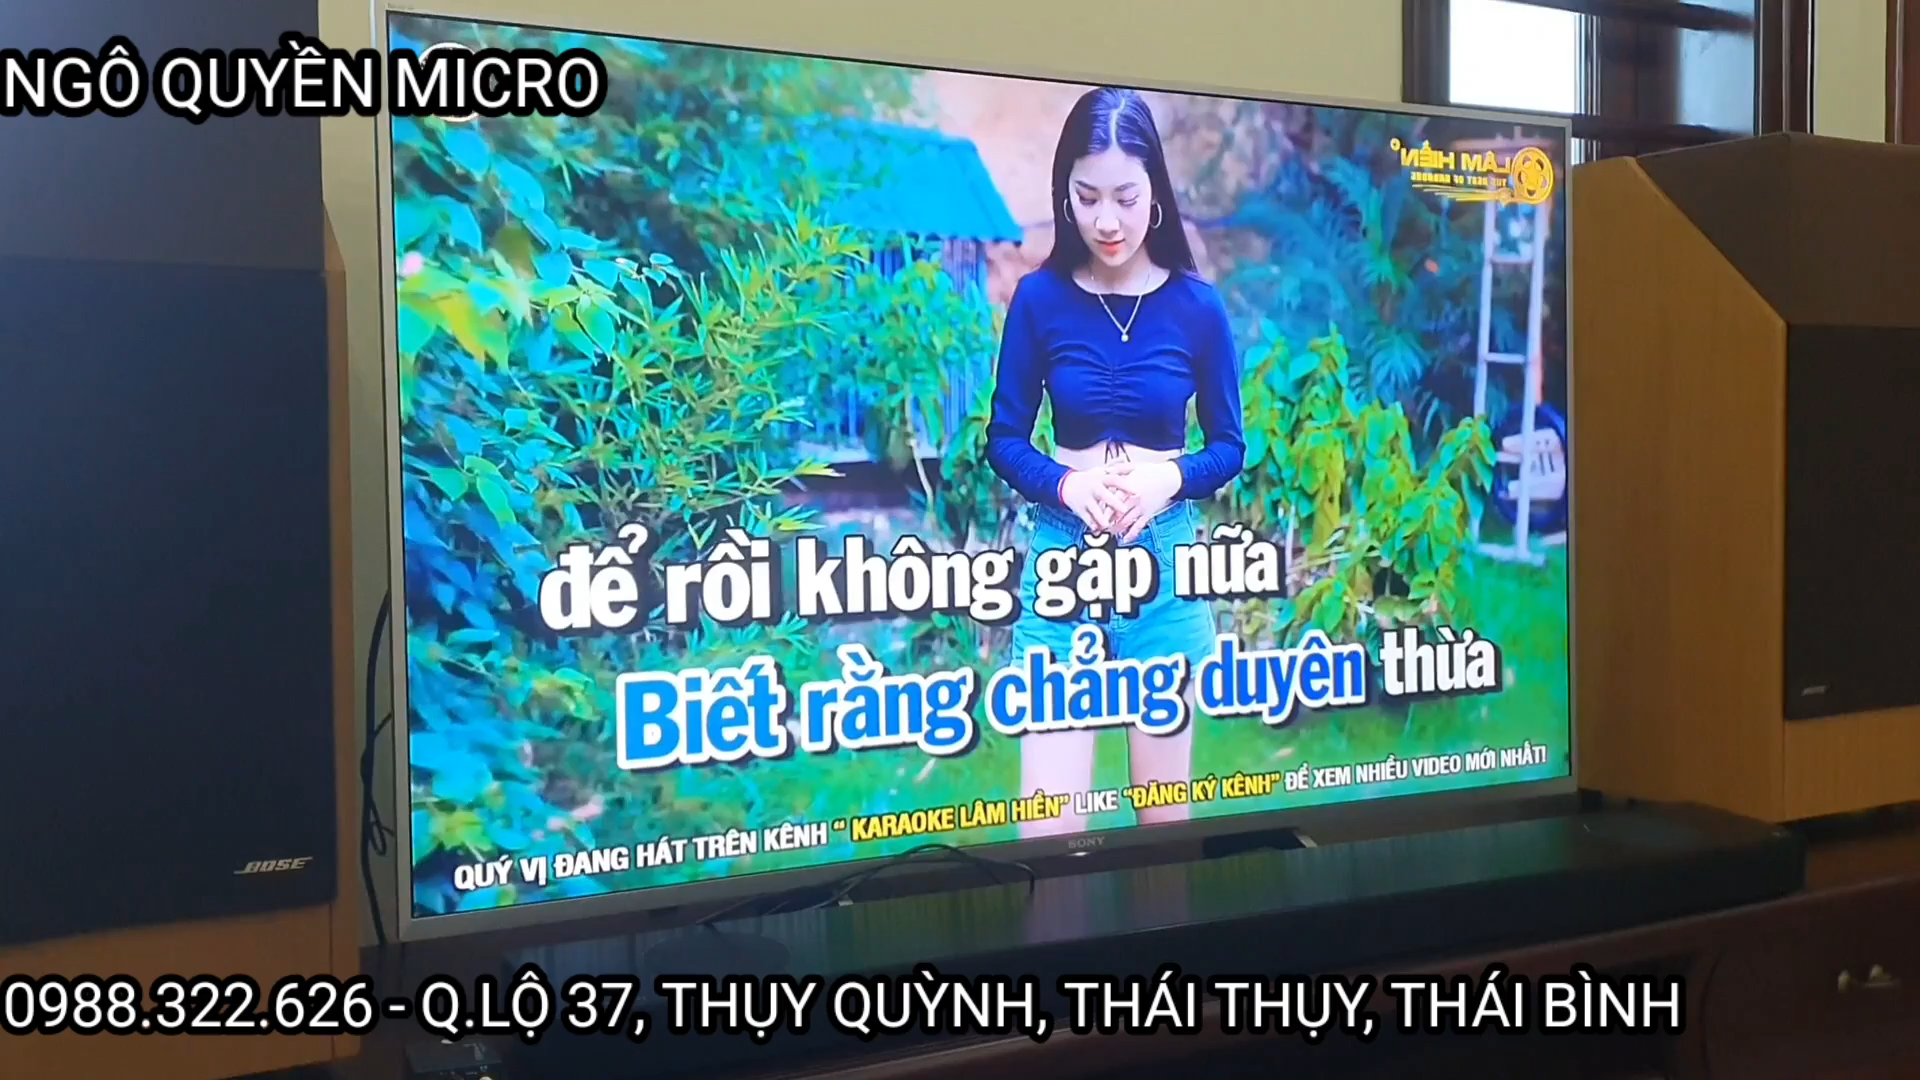 NGÔ QUYỀN MICRO
LÂM HIỀN
để rồi không gặp nữa
Biết rằng chẳng duyên thừa
QUÝ VỊ ĐANG HÁT TRÊN KÊNH “ KARAOKE LÂM HIỀN” LIKE “ĐĂNG KÝ KÊNH” ĐỂ XEM NHIỀU VIDEO MỚI NHẤT!
SONY
BOSE
0988.322.626 - Q.LỘ 37, THỤY QUỲNH, THÁI THỤY, THÁI BÌNH